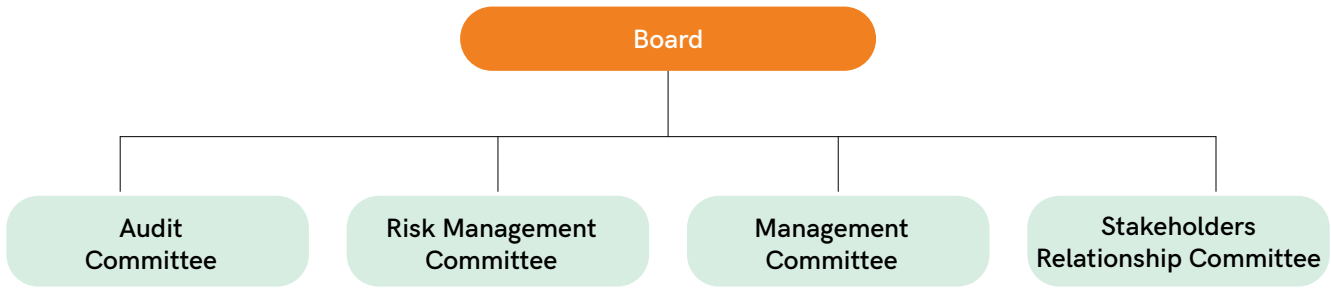 Board
Audit
Committee
Risk Management
Committee
Management
Committee
Stakeholders
Relationship Committee